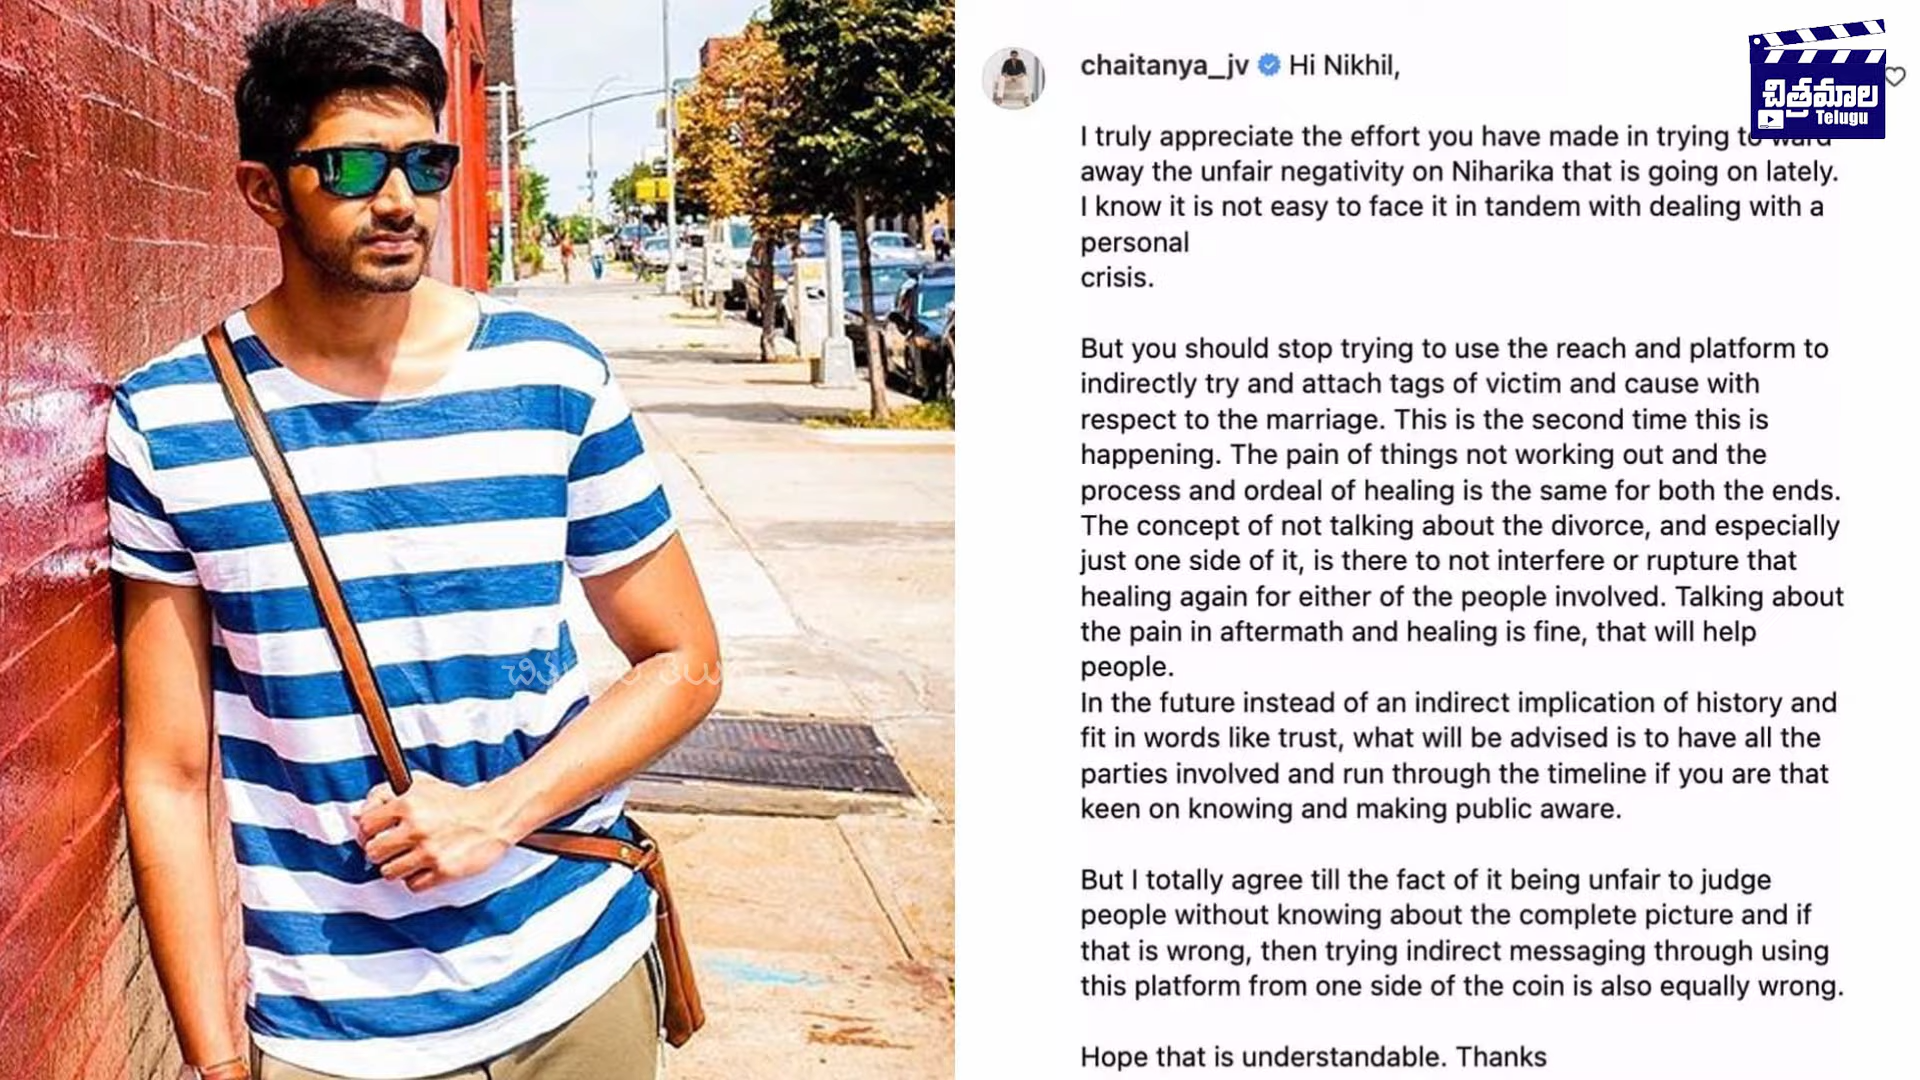 chaitanya_jv Hi Nikhil,
చిత్రమాల
Telugu
I truly appreciate the effort you have made in trying to ward
away the unfair negativity on Niharika that is going on lately.
I know it is not easy to face it in tandem with dealing with a
personal
crisis.
But you should stop trying to use the reach and platform to
indirectly try and attach tags of victim and cause with
respect to the marriage. This is the second time this is
happening. The pain of things not working out and the
process and ordeal of healing is the same for both the ends.
The concept of not talking about the divorce, and especially
just one side of it, is there to not interfere or rupture that
healing again for either of the people involved. Talking about
the pain in aftermath and healing is fine, that will help
people.
In the future instead of an indirect implication of history and
fit in words like trust, what will be advised is to have all the
parties involved and run through the timeline if you are that
keen on knowing and making public aware.
But I totally agree till the fact of it being unfair to judge
people without knowing about the complete picture and if
that is wrong, then trying indirect messaging through using
this platform from one side of the coin is also equally wrong.
Hope that is understandable. Thanks